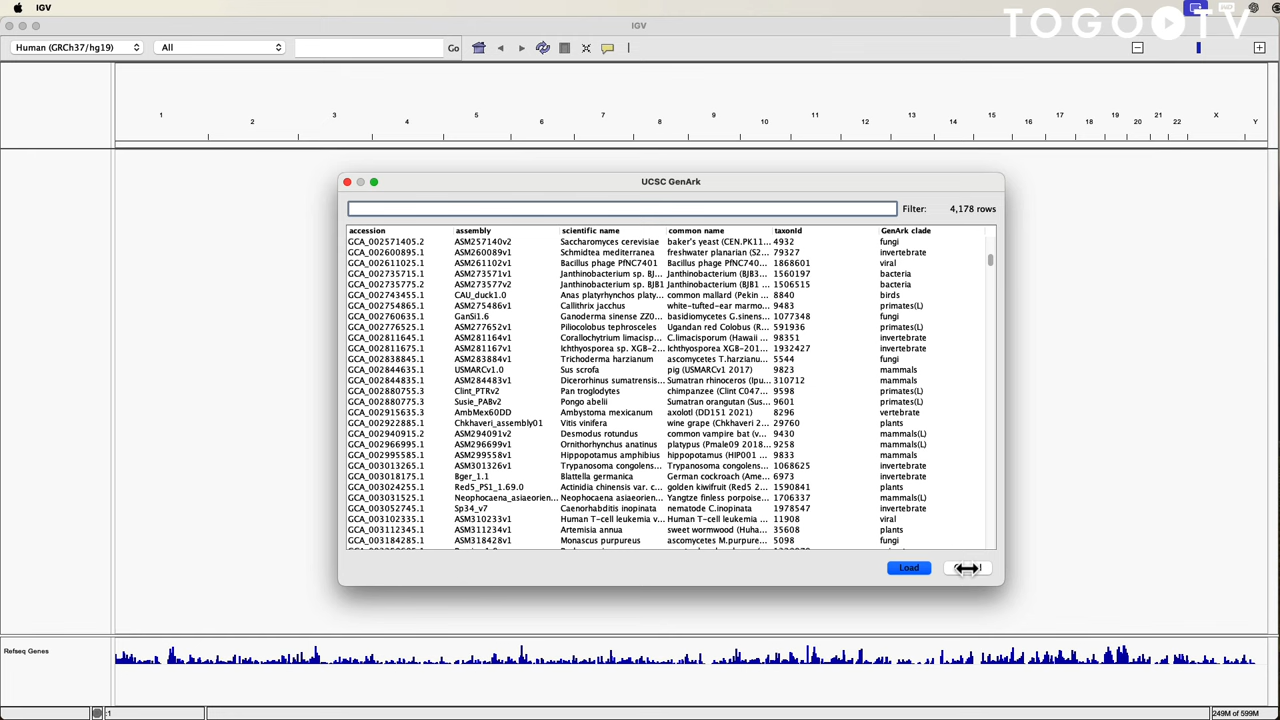 IGV
TOGO TV
IGV
Human (GRCh37/hg19) All Go
1 2 3 4 5 6 7 8 9 10 11 12 13 14 15 16 17 18 19 20 21 22 X Y
UCSC GenArk
Filter: 4,178 rows
accession assembly scientific name common name taxonId GenArk clade
GCA_002571405.2 ASM257140v2 Saccharomyces cerevisiae baker's yeast (CEN.PK11... 4932 fungi
GCA_002600895.1 ASM260089v1 Schmidtea mediterranea freshwater planarian (S2... 79327 invertebrate
GCA_002611025.1 ASM261102v1 Bacillus phage PfNC7401 Bacillus phage PfNC740... 1868601 viral
GCA_002735715.1 ASM273571v1 Janthinobacterium sp. BJ... Janthinobacterium (BJB3... 1560197 bacteria
GCA_002735775.2 ASM273577v2 Janthinobacterium sp. BJB1 Janthinobacterium (BJB1 ... 1506515 bacteria
GCA_002743455.1 CAU_duck1.0 Anas platyrhynchos platy... common mallard (Pekin ... 8840 birds
GCA_002754865.1 ASM275486v1 Callithrix jacchus white-tufted-ear marmo... 9483 primates(L)
GCA_002760635.1 GanSi1.6 Ganoderma sinense ZZ0... basidiomycetes G.sinens... 1077348 fungi
GCA_002776525.1 ASM277652v1 Piliocolobus tephrosceles Ugandan red Colobus (R... 591936 primates(L)
GCA_002811645.1 ASM281164v1 Corallochytrium limacisp... C.limacisporum (Hawaii ... 98351 invertebrate
GCA_002811675.1 ASM281167v1 Ichthyosporea sp. XGB-2... Ichthyosporea XGB-201... 1932427 invertebrate
GCA_002838845.1 ASM283884v1 Trichoderma harzianum ascomycetes T.harzianu... 5544 fungi
GCA_002844635.1 USMARCv1.0 Sus scrofa pig (USMARCv1 2017) 9823 mammals
GCA_002844835.1 ASM284483v1 Dicerorhinus sumatrensis... Sumatran rhinoceros (Ipu... 310712 mammals
GCA_002880755.3 Clint_PTRv2 Pan troglodytes chimpanzee (Clint C047... 9598 primates(L)
GCA_002880775.3 Susie_PABv2 Pongo abelii Sumatran orangutan (Sus... 9601 primates(L)
GCA_002915635.3 AmbMex60DD Ambystoma mexicanum axolotl (DD151 2021) 8296 vertebrate
GCA_002922885.1 Chkhaveri_assembly01 Vitis vinifera wine grape (Chkhaveri 2... 29760 plants
GCA_002940915.2 ASM294091v2 Desmodus rotundus common vampire bat (v... 9430 mammals(L)
GCA_002966995.1 ASM296699v1 Ornithorhynchus anatinus platypus (Pmale09 2018... 9258 mammals(L)
GCA_002995585.1 ASM299558v1 Hippopotamus amphibius hippopotamus (HIP001 ... 9833 mammals
GCA_003013265.1 ASM301326v1 Trypanosoma congolens... Trypanosoma congolens... 1068625 invertebrate
GCA_003018175.1 Bger_1.1 Blattella germanica German cockroach (Ame... 6973 invertebrate
GCA_003024255.1 Red5_PS1_1.69.0 Actinidia chinensis var. c... golden kiwifruit (Red5 2... 1590841 plants
GCA_003031525.1 Neophocaena_asiaeorien... Neophocaena asiaeorien... Yangtze finless porpoise... 1706337 mammals(L)
GCA_003052745.1 Sp34_v7 Caenorhabditis inopinata nematode C.inopinata 1978547 invertebrate
GCA_003102335.1 ASM310233v1 Human T-cell leukemia v... Human T-cell leukemia ... 11908 viral
GCA_003112345.1 ASM311234v1 Artemisia annua sweet wormwood (Huha... 35608 plants
GCA_003184285.1 ASM318428v1 Monascus purpureus ascomycetes M.purpure... 5098 fungi
Load
Refseq Genes
:1
249M of 599M